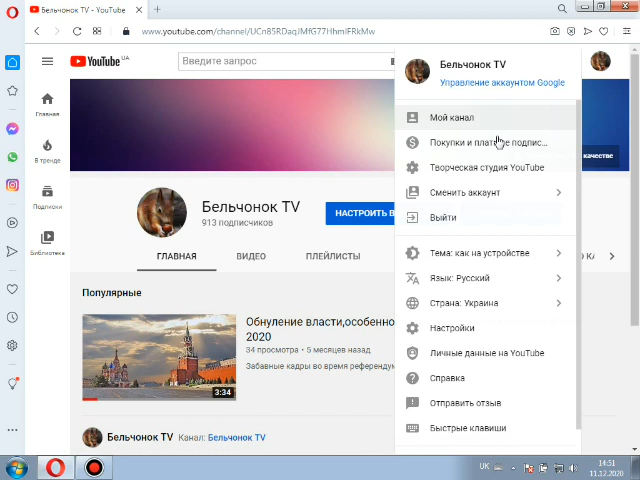 Бельчонок TV - YouTube
www.youtube.com/channel/UCn85RDaqJMfG77HhmIFRkMw
YouTube UA
Введите запрос
Бельчонок TV
Управление аккаунтом Google
Мой канал
Творческая студия YouTube
Сменить аккаунт
Выйти
Тема: как на устройстве
Язык: Русский
Страна: Украина
Настройки
Личные данные на YouTube
Справка
Отправить отзыв
Быстрые клавиши
Главная
В тренде
Подписки
Библиотека
качестве
Бельчонок TV
913 подписчиков
НАСТРОИТЬ В
ГЛАВНАЯ
ВИДЕО
ПЛЕЙЛИСТЫ
КА
Популярные
Обнуление власти,особенно
2020
34 просмотра • 5 месяцев назад
Забавные кадры во время референдум
3:34
Бельчонок TV Канал: Бельчонок TV
UK
14:51
11.12.2020